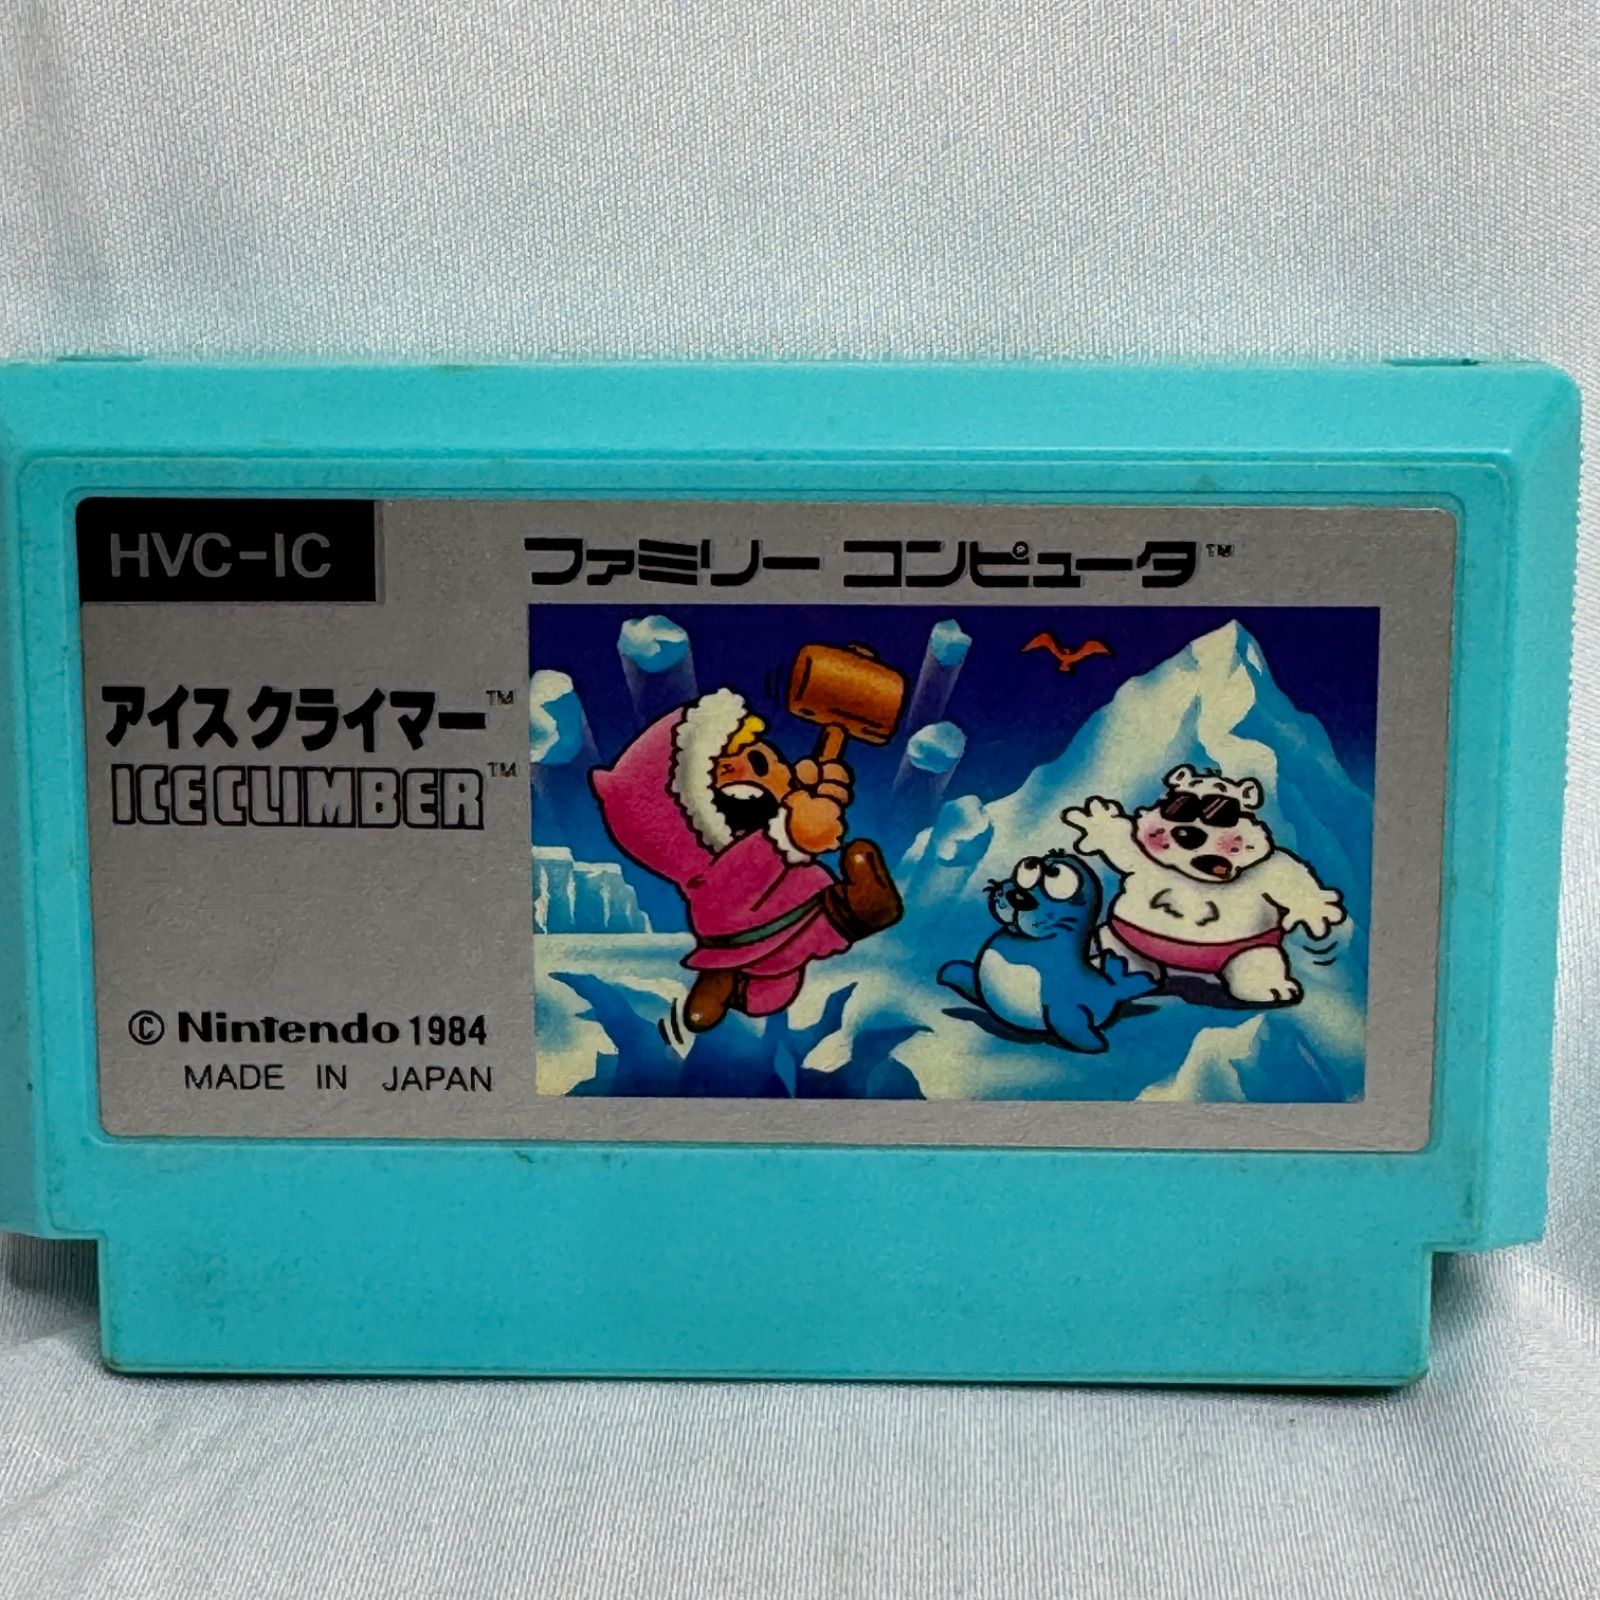 HVC-IC
ファミリー コンピュータ™
アイスクライマー™
ICE CLIMBER™
© Nintendo 1984
MADE IN JAPAN